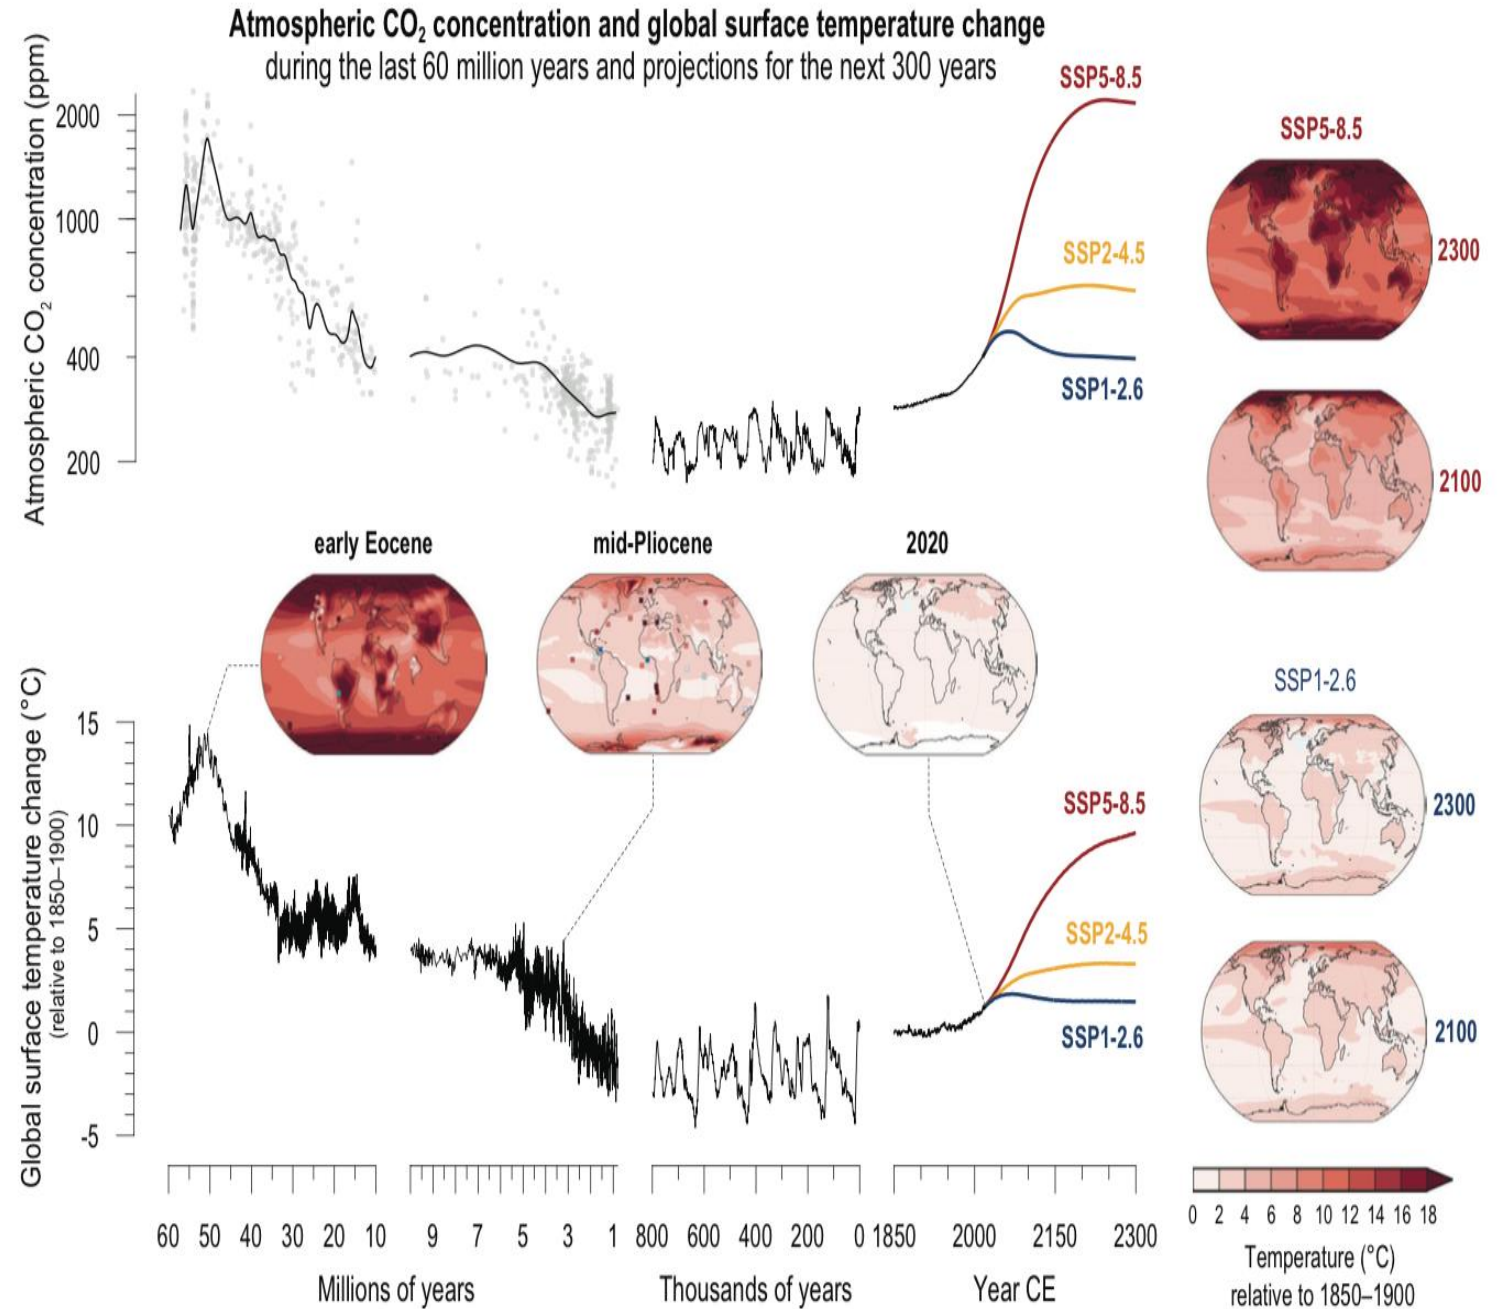 Atmospheric CO₂ concentration and global surface temperature change
during the last 60 million years and projections for the next 300 years
Atmospheric CO₂ concentration (ppm)
2000
1000
400
200
SSP5-8.5
SSP2-4.5
SSP1-2.6
SSP5-8.5
2300
2100
early Eocene
mid-Pliocene
2020
Global surface temperature change (°C)
(relative to 1850–1900)
15
10
5
0
-5
SSP5-8.5
SSP2-4.5
SSP1-2.6
SSP1-2.6
2300
2100
60 50 40 30 20 10
9 7 5 3 1
800 600 400 200 0
1850 2000 2150 2300
Millions of years
Thousands of years
Year CE
0 2 4 6 8 10 12 14 16 18
Temperature (°C)
relative to 1850–1900